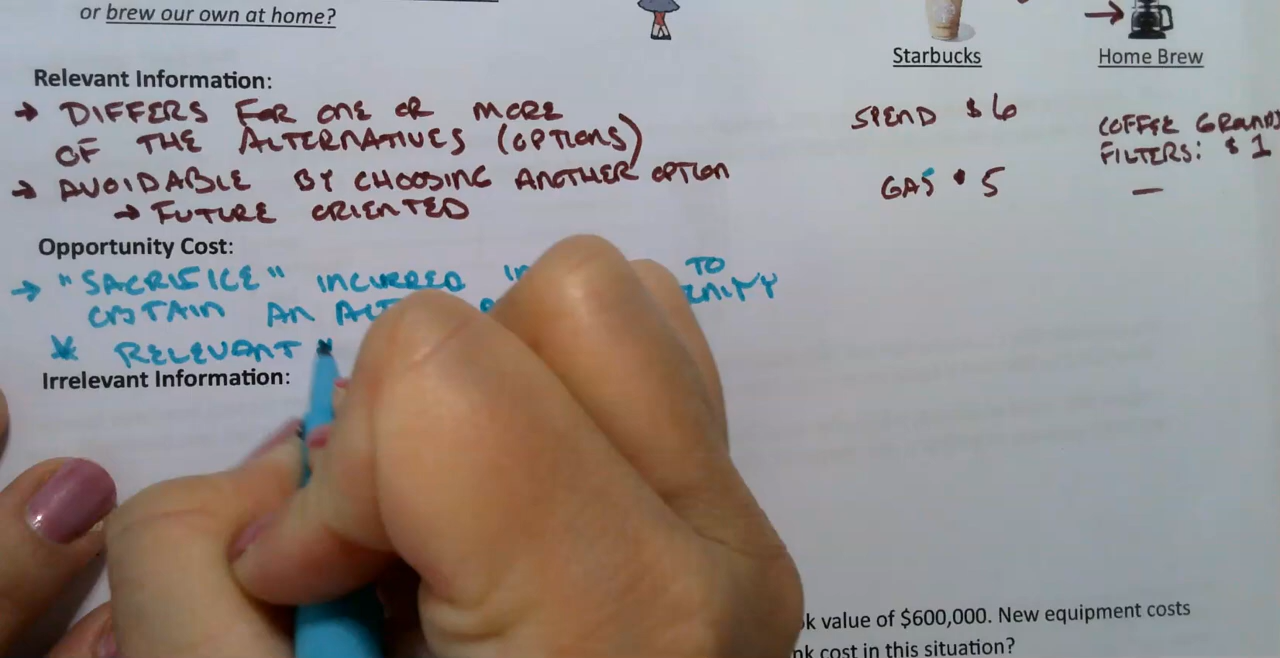 or brew our own at home?
Starbucks
Home Brew
Relevant Information:
→ DIFFERS FOR ONE OR MORE
OF THE ALTERNATIVES (OPTIONS)
→ AVOIDABLE BY CHOOSING ANOTHER OPTION
→ FUTURE ORIENTED
SPEND $6
COFFEE GROUNDS
FILTERS: $1
GAS $5
—
Opportunity Cost:
→ "SACRIFICE" INCURRED TO
OBTAIN AN
* RELEVANT
Irrelevant Information:
value of $600,000. New equipment costs
cost in this situation?